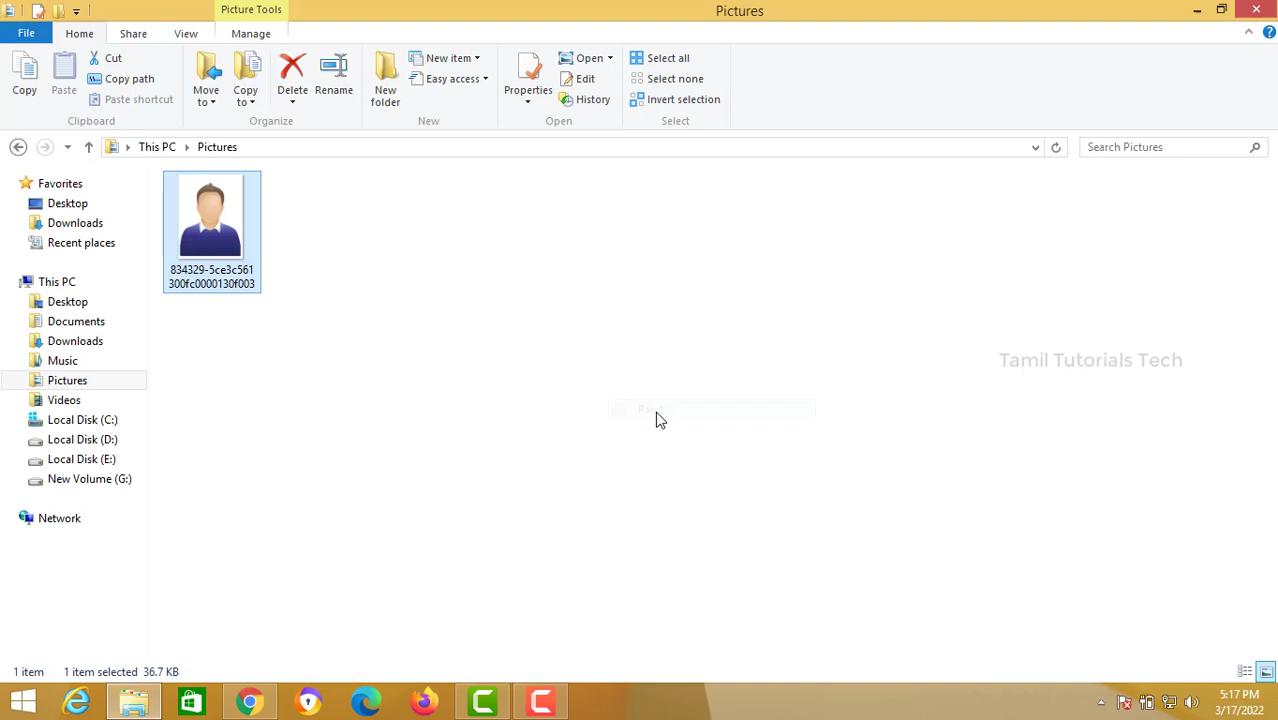 Picture Tools
Pictures
File
Home
Share
View
Manage
Copy
Paste
Cut
Copy path
Paste shortcut
Clipboard
Move
to
Copy
to
Delete
Rename
Organize
New
folder
New item
Easy access
New
Properties
Open
Edit
History
Open
Select all
Select none
Invert selection
Select
This PC
Pictures
Search Pictures
Favorites
Desktop
Downloads
Recent places
This PC
Desktop
Documents
Downloads
Music
Pictures
Videos
Local Disk (C:)
Local Disk (D:)
Local Disk (E:)
New Volume (G:)
Network
834329-5ce3c561
300fc0000130f003
Tamil Tutorials Tech
1 item
1 item selected 36.7 KB
5:17 PM
3/17/2022